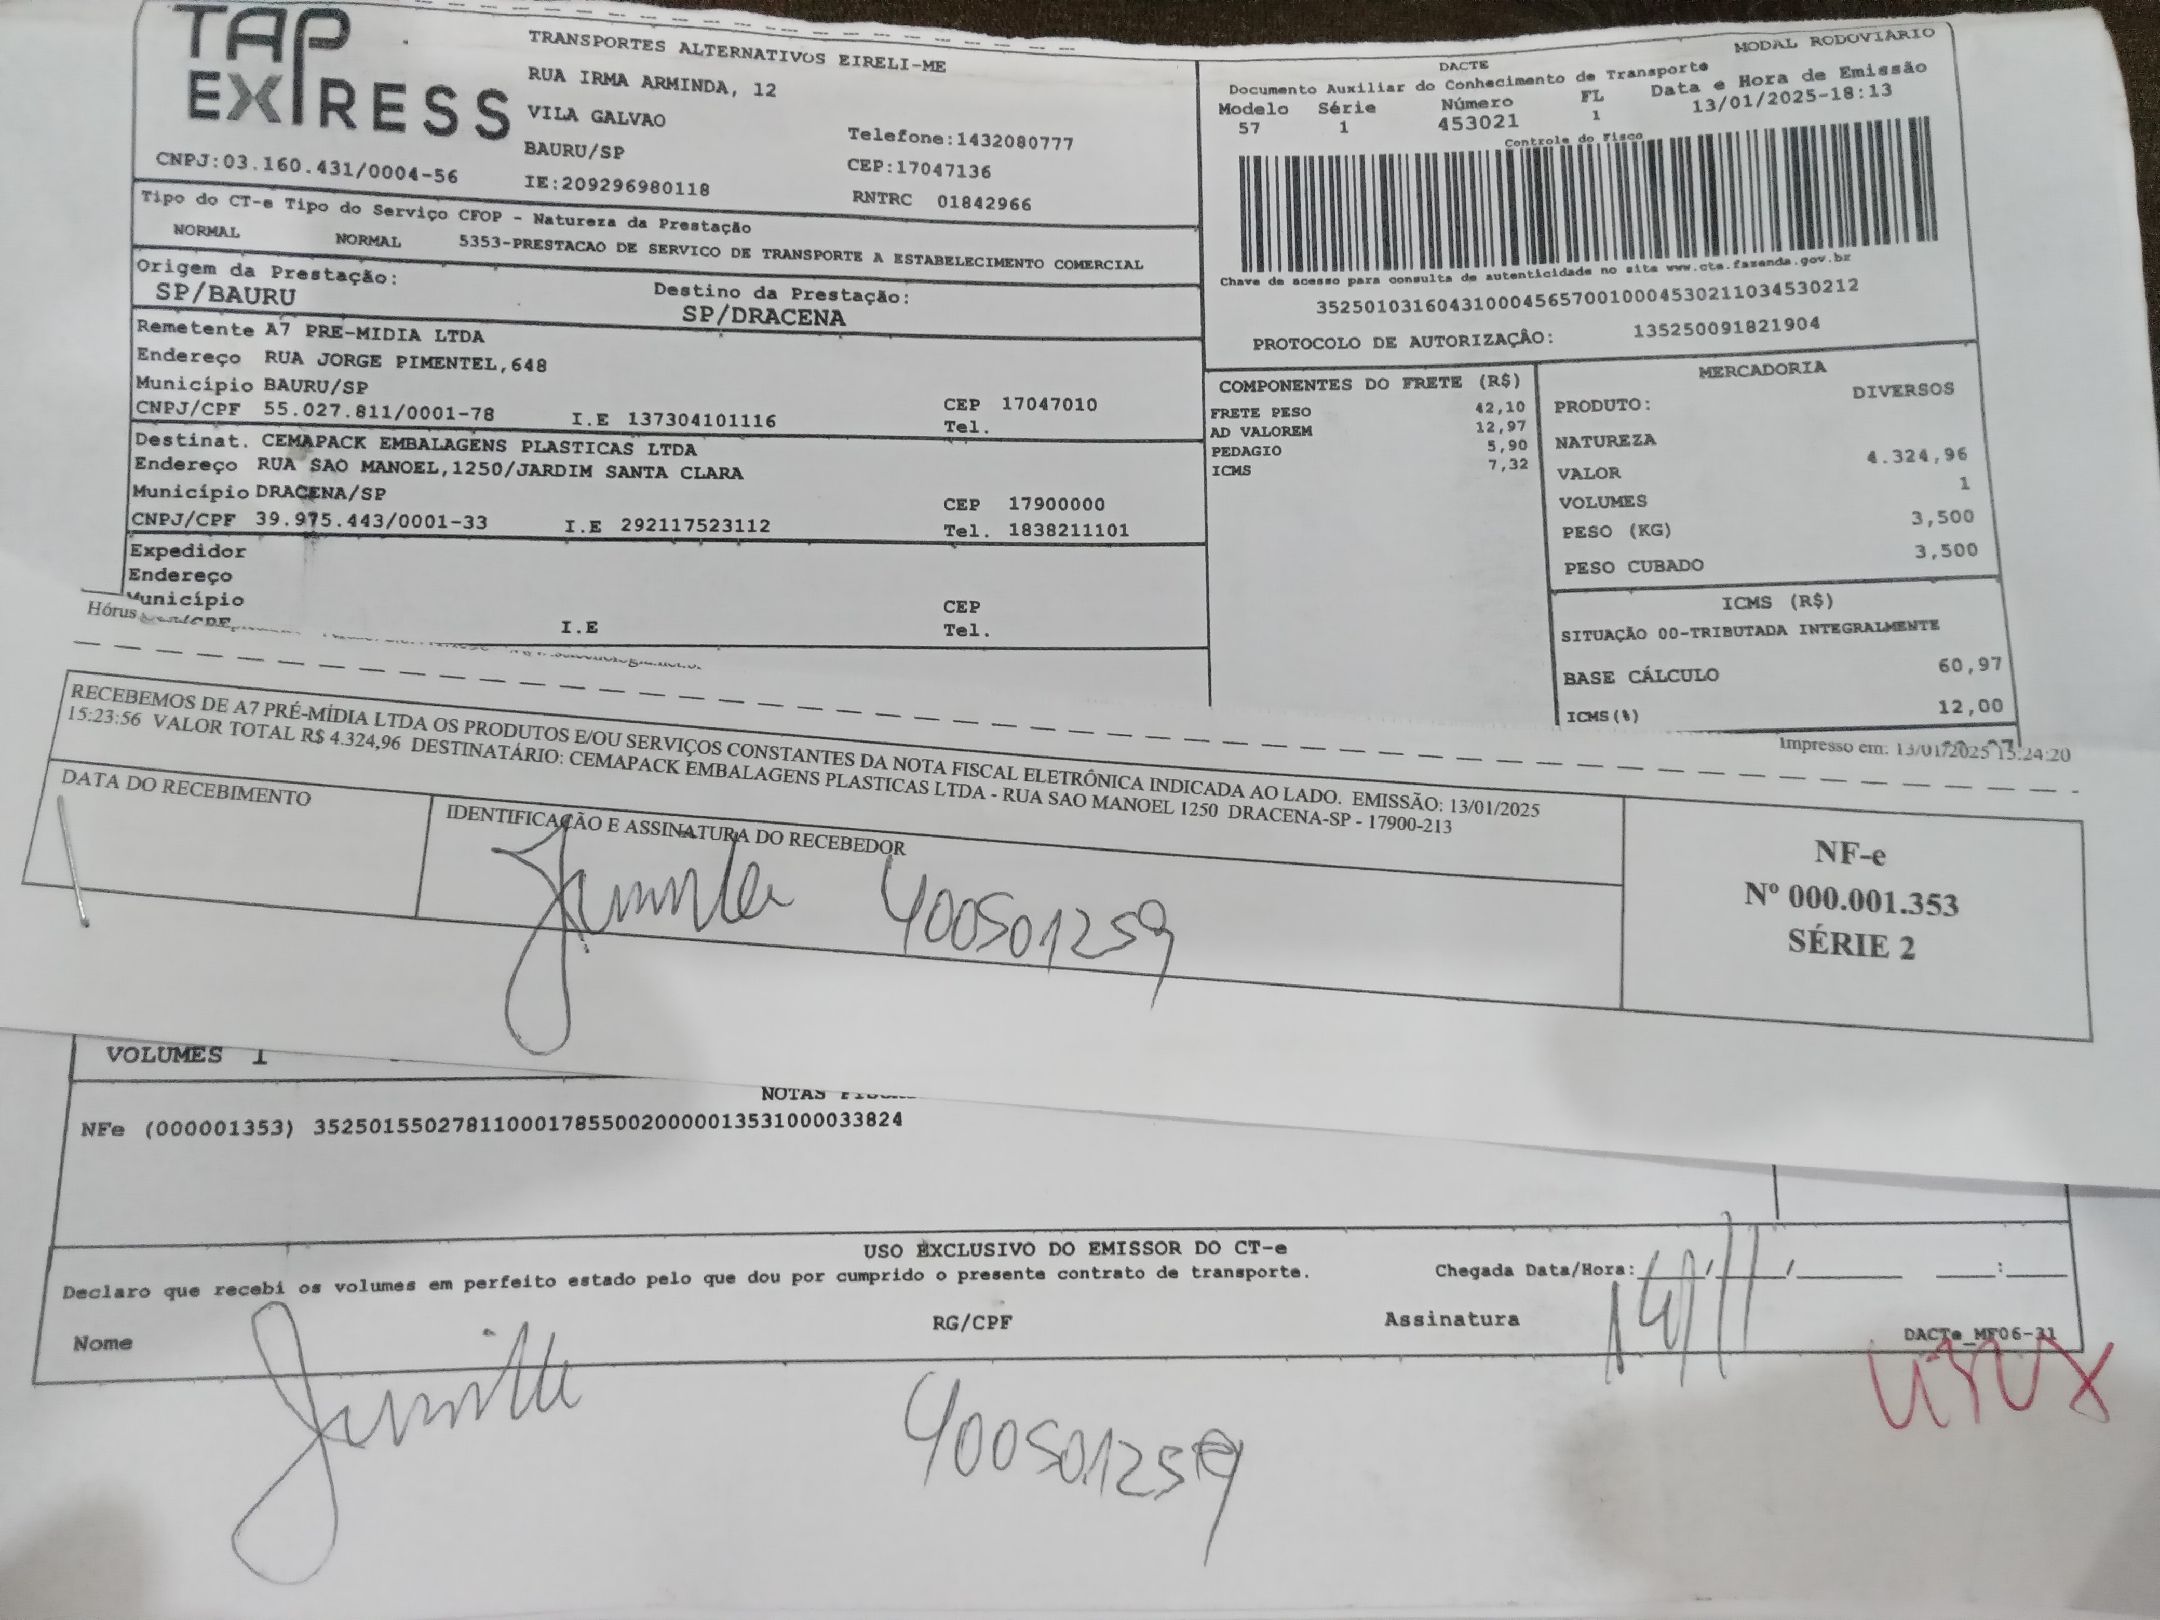 TAP EXPRESS
TRANSPORTES ALTERNATIVOS EIRELI-ME
RUA IRMA ARMINDA, 12
VILA GALVAO
Telefone:1432080777
BAURU/SP
CEP:17047136
CNPJ:03.160.431/0004-56
IE:209296980118
RNTRC 01842966
MODAL RODOVIÁRIO
DACTE
Documento Auxiliar do Conhecimento de Transporte
Modelo Série Número FL Data e Hora de Emissão
57 1 453021 1 13/01/2025-18:13
Controle do Fisco
Chave de acesso para consulta de autenticidade no site www.cte.fazenda.gov.br
35250103160431000456570010004530211034530212
PROTOCOLO DE AUTORIZAÇÂO: 135250091821904
Tipo do CT-e Tipo do Serviço CFOP - Natureza da Prestação
NORMAL NORMAL 5353-PRESTACAO DE SERVICO DE TRANSPORTE A ESTABELECIMENTO COMERCIAL
Origem da Prestação: Destino da Prestação:
SP/BAURU SP/DRACENA
Remetente A7 PRE-MIDIA LTDA
Endereço RUA JORGE PIMENTEL,648
Município BAURU/SP CEP 17047010
CNPJ/CPF 55.027.811/0001-78 I.E 137304101116 Tel.
Destinat. CEMAPACK EMBALAGENS PLASTICAS LTDA
Endereço RUA SAO MANOEL,1250/JARDIM SANTA CLARA
Município DRACENA/SP CEP 17900000
CNPJ/CPF 39.975.443/0001-33 I.E 292117523112 Tel. 1838211101
Expedidor
Endereço
Município CEP
I.E Tel.
COMPONENTES DO FRETE (R$)
FRETE PESO 42,10
AD VALOREM 12,97
PEDAGIO 5,90
ICMS 7,32
MERCADORIA
PRODUTO: DIVERSOS
NATUREZA
VALOR 4.324,96
VOLUMES 1
PESO (KG) 3,500
PESO CUBADO 3,500
ICMS (R$)
SITUAÇÃO 00-TRIBUTADA INTEGRALMENTE
BASE CÁLCULO 60,97
ICMS(%) 12,00
Hórus
Impresso em: 13/01/2025 15:24:20
RECEBEMOS DE A7 PRÉ-MÍDIA LTDA OS PRODUTOS E/OU SERVIÇOS CONSTANTES DA NOTA FISCAL ELETRÔNICA INDICADA AO LADO. EMISSÃO: 13/01/2025
15:23:56 VALOR TOTAL R$ 4.324,96 DESTINATÁRIO: CEMAPACK EMBALAGENS PLASTICAS LTDA - RUA SAO MANOEL 1250 DRACENA-SP - 17900-213
DATA DO RECEBIMENTO
IDENTIFICAÇÃO E ASSINATURA DO RECEBEDOR
400501259
NF-e
Nº 000.001.353
SÉRIE 2
VOLUMES 1
NOTAS
NFe (000001353) 35250155027811000178550020000013531000033824
USO EXCLUSIVO DO EMISSOR DO CT-e
Declaro que recebi os volumes em perfeito estado pelo que dou por cumprido o presente contrato de transporte. Chegada Data/Hora:
Nome RG/CPF Assinatura
DACTe_MF06-31
400501259